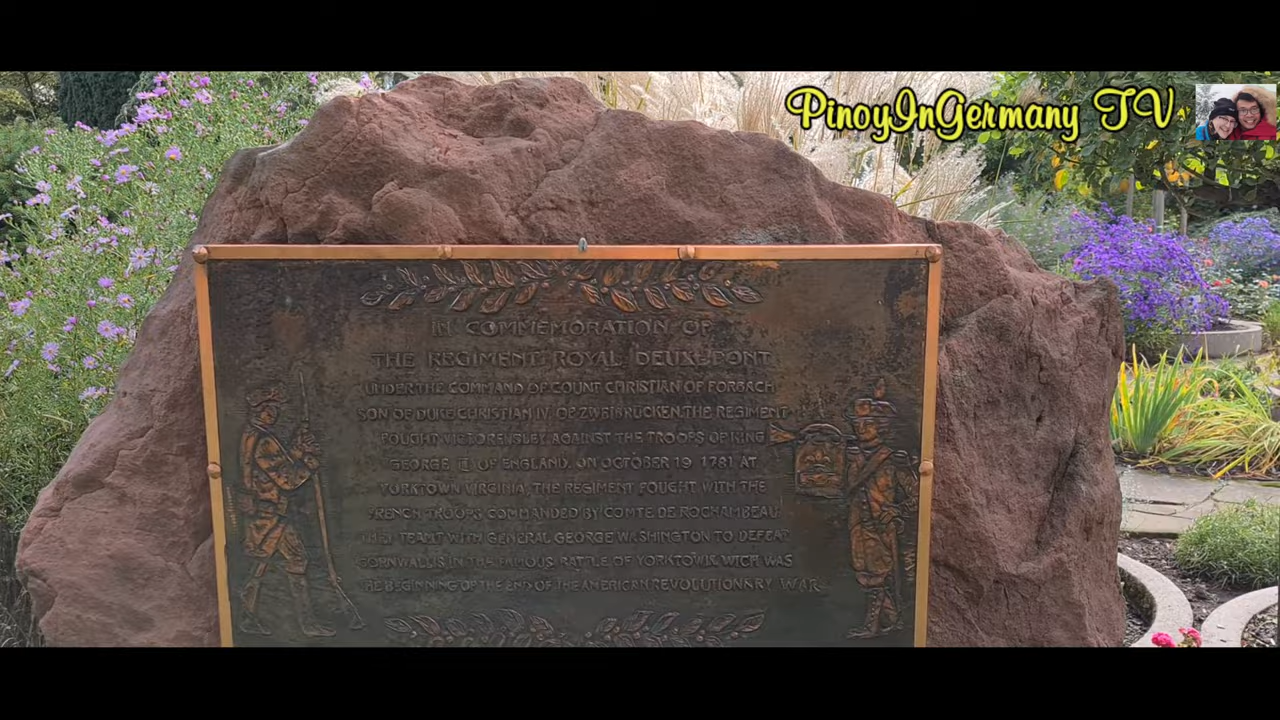 PinoyInGermany TV
IN COMMEMORATION OF
THE REGIMENT ROYAL DEUX-PONT
UNDER THE COMMAND OF COUNT CHRISTIAN OF FORBACH
SON OF DUKE CHRISTIAN IV. OF ZWEIBRÜCKEN. THE REGIMENT
FOUGHT VICTORENSLEY AGAINST THE TROOPS OF KING
GEORGE III OF ENGLAND. ON OCTOBER 19 1781 AT
YORKTOWN VIRGINIA, THE REGIMENT FOUGHT WITH THE
FRENCH TROOPS COMMANDED BY COMTE DE ROCHAMBEAU
THEY TEAMT WITH GENERAL GEORGE WASHINGTON TO DEFEAT
CORNWALLIS IN THE FAMOUS BATTLE OF YORKTOWN. WICH WAS
THE BEGINNING OF THE END OF THE AMERICAN REVOLUTIONARY WAR